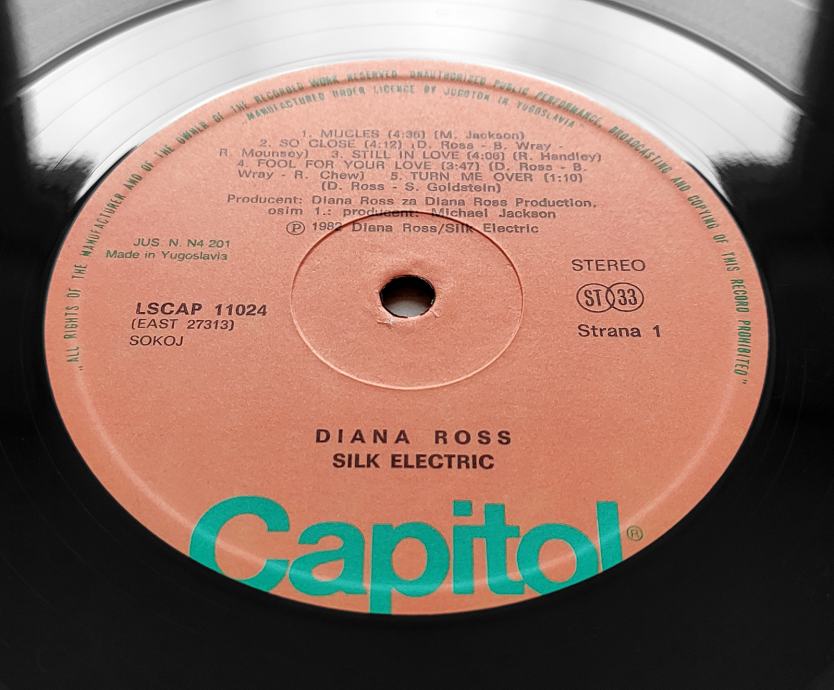 „ALL RIGHTS OF THE MANUFACTURER AND OF THE OWNER OF THE RECORDED WORK RESERVED UNAUTHORIZED PUBLIC PERFORMANCE, BROADCASTING AND COPYING OF THIS RECORD PROHIBITED"
MANUFACTURED UNDER LICENCE BY JUGOTON IN YUGOSLAVIA
1. MUCLES (4:36) (M. Jackson)
2. SO CLOSE (4:12) (D. Ross - B. Wray -
R. Mounsey) 3. STILL IN LOVE (4:06) (R. Handley)
4. FOOL FOR YOUR LOVE (3:47) (D. Ross - B.
Wray - R. Chew) 5. TURN ME OVER (1:10)
(D. Ross - S. Goldstein)
Producent: Diana Ross za Diana Ross Production,
osim 1.: producent: Michael Jackson
Ⓟ 1982 Diana Ross/Silk Electric
JUS. N. N4 201
Made in Yugoslavia
STEREO
LSCAP 11024
ST 33
(EAST 27313)
Strana 1
SOKOJ
DIANA ROSS
SILK ELECTRIC
Capitol®